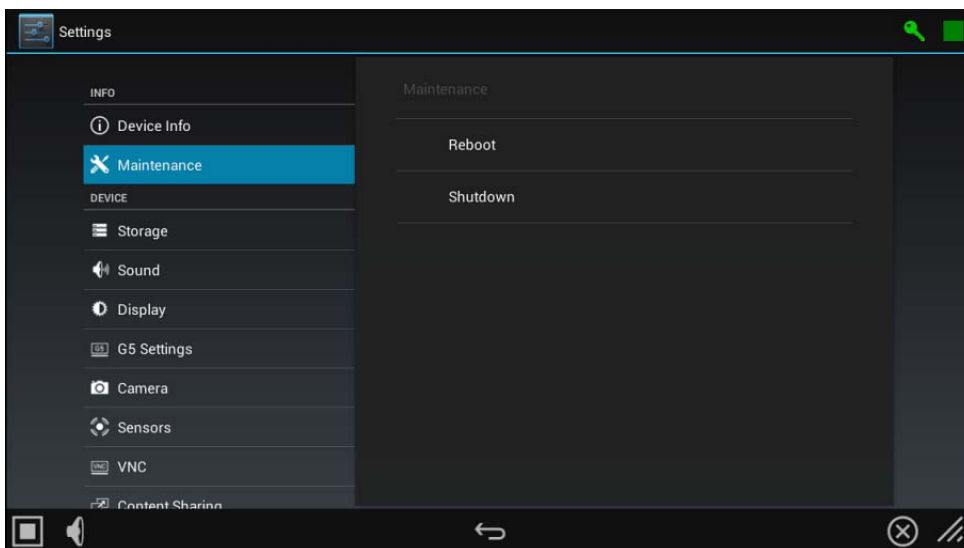 Settings
INFO
Device Info
Maintenance
DEVICE
Storage
Sound
Display
G5 Settings
Camera
Sensors
VNC
Content Sharing
Maintenance
Reboot
Shutdown